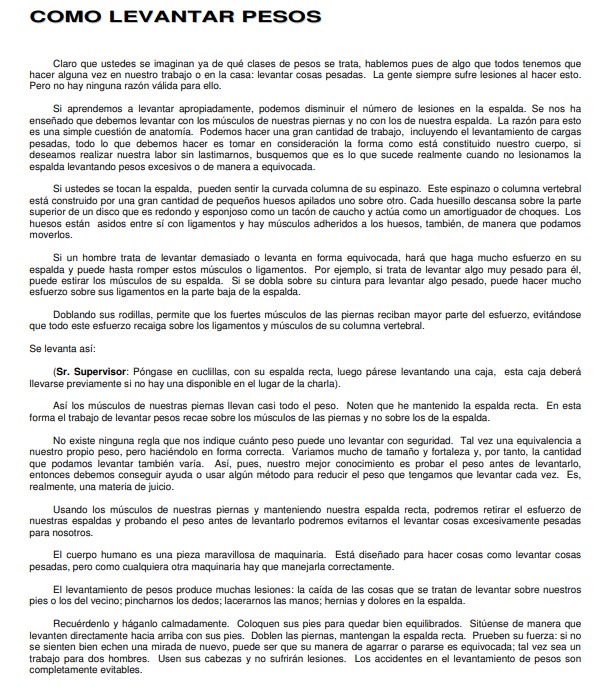 COMO LEVANTAR PESOS
Claro que ustedes se imaginan ya de qué clases de pesos se trata, hablemos pues de algo que todos tenemos que
hacer alguna vez en nuestro trabajo o en la casa: levantar cosas pesadas. La gente siempre sufre lesiones al hacer esto.
Pero no hay ninguna razón válida para ello.
Si aprendemos a levantar apropiadamente, podemos disminuir el número de lesiones en la espalda. Se nos ha
enseñado que debemos levantar con los músculos de nuestras piernas y no con los de nuestra espalda. La razón para esto
es una simple cuestión de anatomía. Podemos hacer una gran cantidad de trabajo, incluyendo el levantamiento de cargas
pesadas, todo lo que debemos hacer es tomar en consideración la forma como está constituido nuestro cuerpo, si
deseamos realizar nuestra labor sin lastimarnos, busquemos que es lo que sucede realmente cuando no lesionamos la
espalda levantando pesos excesivos o de manera a equivocada.
Si ustedes se tocan la espalda, pueden sentir la curvada columna de su espinazo. Este espinazo o columna vertebral
está construido por una gran cantidad de pequeños huesos apilados uno sobre otro. Cada huesillo descansa sobre la parte
superior de un disco que es redondo y esponjoso como un tacón de caucho y actúa como un amortiguador de choques. Los
huesos están asidos entre sí con ligamentos y hay músculos adheridos a los huesos, también, de manera que podamos
moverlos.
Si un hombre trata de levantar demasiado o levanta en forma equivocada, hará que haga mucho esfuerzo en su
espalda y puede hasta romper estos músculos o ligamentos. Por ejemplo, si trata de levantar algo muy pesado para él,
puede estirar los músculos de su espalda. Si se dobla sobre su cintura para levantar algo pesado, puede hacer mucho
esfuerzo sobre sus ligamentos en la parte baja de la espalda.
Doblando sus rodillas, permite que los fuertes músculos de las piernas reciban mayor parte del esfuerzo, evitándose
que todo este esfuerzo recaiga sobre los ligamentos y músculos de su columna vertebral.
Se levanta así:
(Sr. Supervisor: Póngase en cuclillas, con su espalda recta, luego párese levantando una caja, esta caja deberá
llevarse previamente si no hay una disponible en el lugar de la charla).
Así los músculos de nuestras piernas llevan casi todo el peso. Noten que he mantenido la espalda recta. En esta
forma el trabajo de levantar pesos recae sobre los músculos de las piernas y no sobre los de la espalda.
No existe ninguna regla que nos indique cuánto peso puede uno levantar con seguridad. Tal vez una equivalencia a
nuestro propio peso, pero haciéndolo en forma correcta. Variamos mucho de tamaño y fortaleza y, por tanto, la cantidad
que podamos levantar también varía. Así, pues, nuestro mejor conocimiento es probar el peso antes de levantarlo,
entonces debemos conseguir ayuda o usar algún método para reducir el peso que tengamos que levantar cada vez. Es,
realmente, una materia de juicio.
Usando los músculos de nuestras piernas y manteniendo nuestra espalda recta, podremos retirar el esfuerzo de
nuestras espaldas y probando el peso antes de levantarlo podremos evitarnos el levantar cosas excesivamente pesadas
para nosotros.
El cuerpo humano es una pieza maravillosa de maquinaria. Está diseñado para hacer cosas como levantar cosas
pesadas, pero como cualquiera otra maquinaria hay que manejarla correctamente.
El levantamiento de pesos produce muchas lesiones: la caída de las cosas que se tratan de levantar sobre nuestros
pies o los del vecino; pincharnos los dedos; lacerarnos las manos; hernias y dolores en la espalda.
Recuérdenlo y háganlo calmadamente. Coloquen sus pies para quedar bien equilibrados. Sitúense de manera que
levanten directamente hacia arriba con sus pies. Doblen las piernas, mantengan la espalda recta. Prueben su fuerza: si no
se sienten bien echen una mirada de nuevo, puede ser que su manera de agarrar o pararse es equivocada; tal vez sea un
trabajo para dos hombres. Usen sus cabezas y no sufrirán lesiones. Los accidentes en el levantamiento de pesos son
completamente evitables.